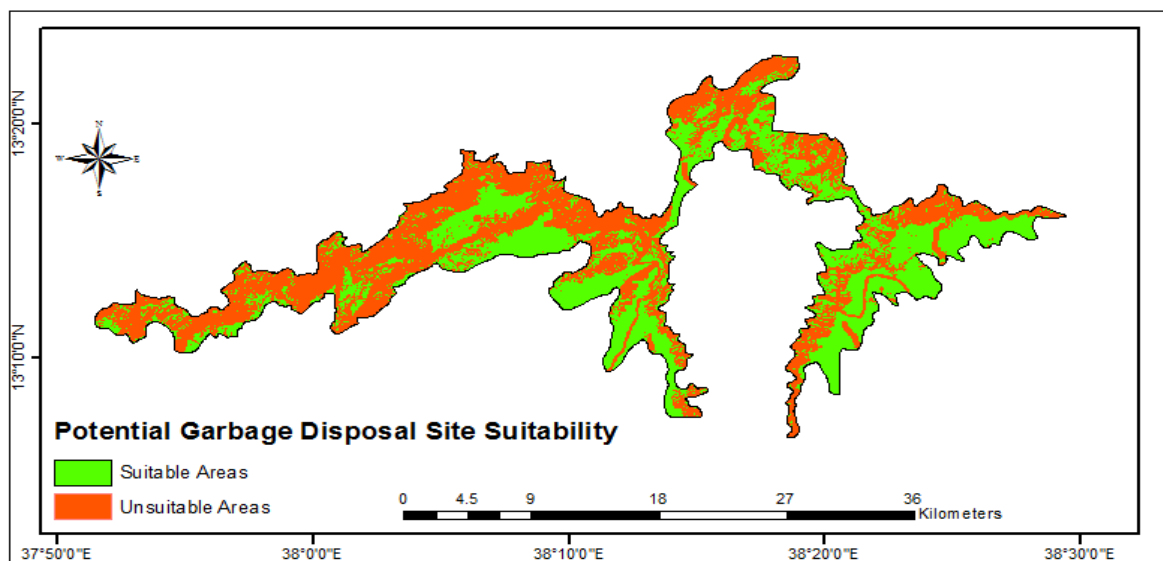 13°20'0"N
N
W
E
S
13°10'0"N
Potential Garbage Disposal Site Suitability
Suitable Areas
Unsuitable Areas
0 4.5 9 18 27 36
Kilometers
37°50'0"E 38°0'0"E 38°10'0"E 38°20'0"E 38°30'0"E